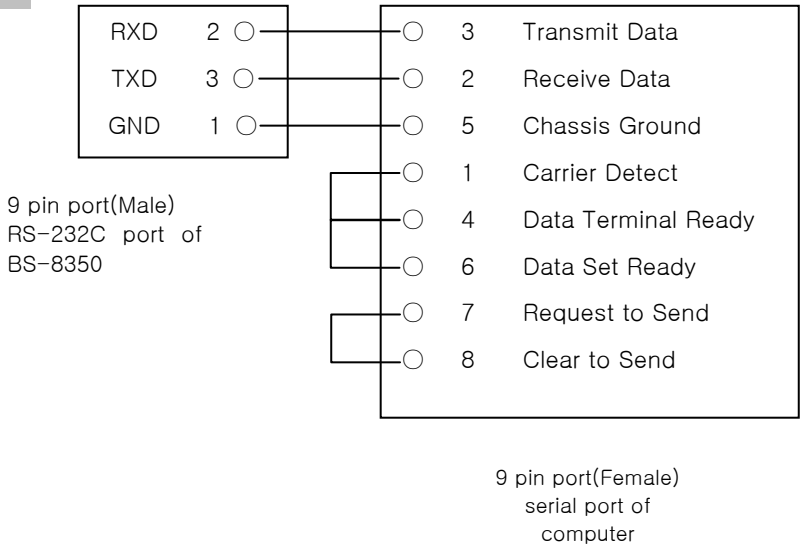 RXD 2
TXD 3
GND 1
3 Transmit Data
2 Receive Data
5 Chassis Ground
1 Carrier Detect
4 Data Terminal Ready
6 Data Set Ready
7 Request to Send
8 Clear to Send
9 pin port(Male)
RS-232C port of
BS-8350
9 pin port(Female)
serial port of
computer